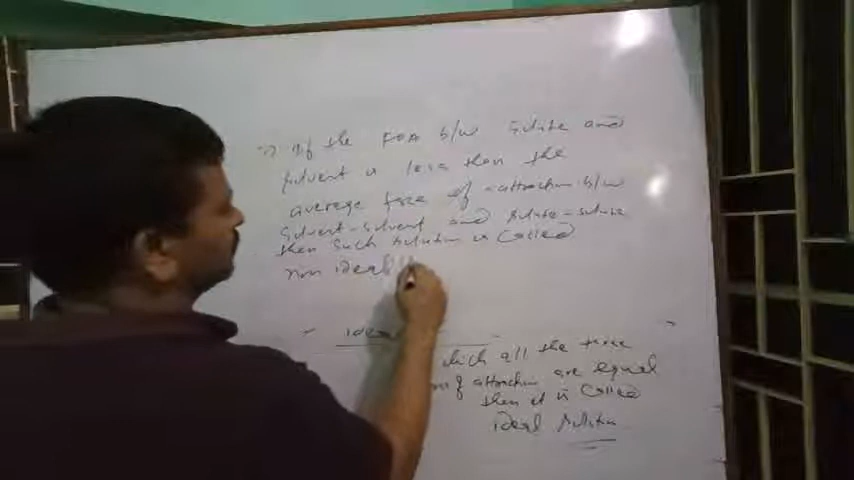 If the FOA b/w Solute and
Solvent is less then the
average force of attraction b/w
Solvent-solvent and solute-solute
then such solution is called
non ideal
ideal
which all the force
of attraction are equal
then it is called
ideal solution